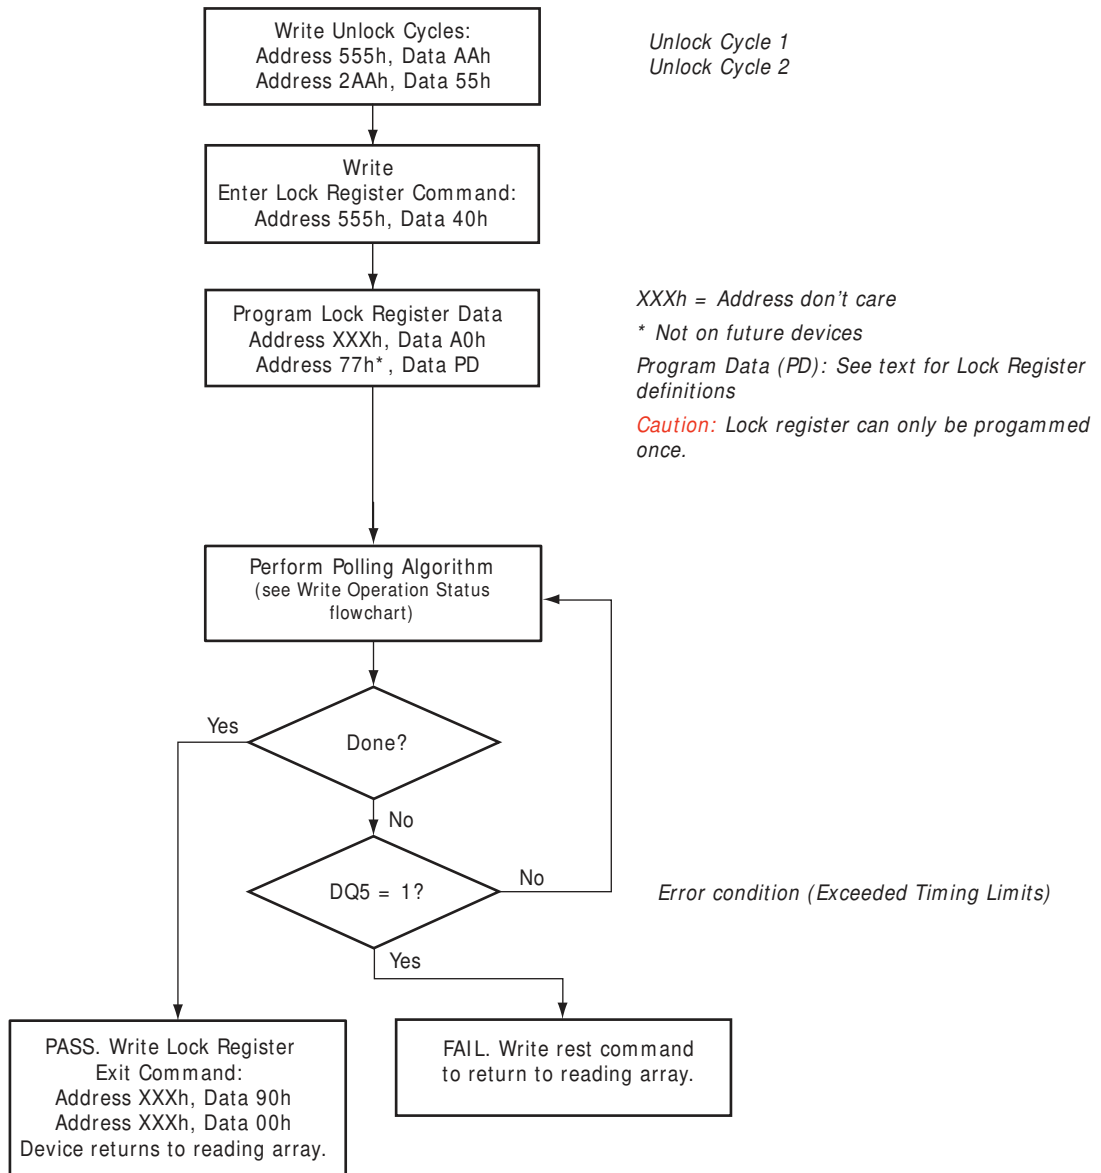 Write Unlock Cycles:
Address 555h, Data AAh
Address 2AAh, Data 55h
Unlock Cycle 1
Unlock Cycle 2
Write
Enter Lock Register Command:
Address 555h, Data 40h
Program Lock Register Data
Address XXXh, Data A0h
Address 77h*, Data PD
XXXh = Address don't care
* Not on future devices
Program Data (PD): See text for Lock Register
definitions
Caution: Lock register can only be progammed
once.
Perform Polling Algorithm
(see Write Operation Status
flowchart)
Yes
Done?
No
DQ5 = 1?
No
Error condition (Exceeded Timing Limits)
Yes
PASS. Write Lock Register
Exit Command:
Address XXXh, Data 90h
Address XXXh, Data 00h
Device returns to reading array.
FAIL. Write rest command
to return to reading array.